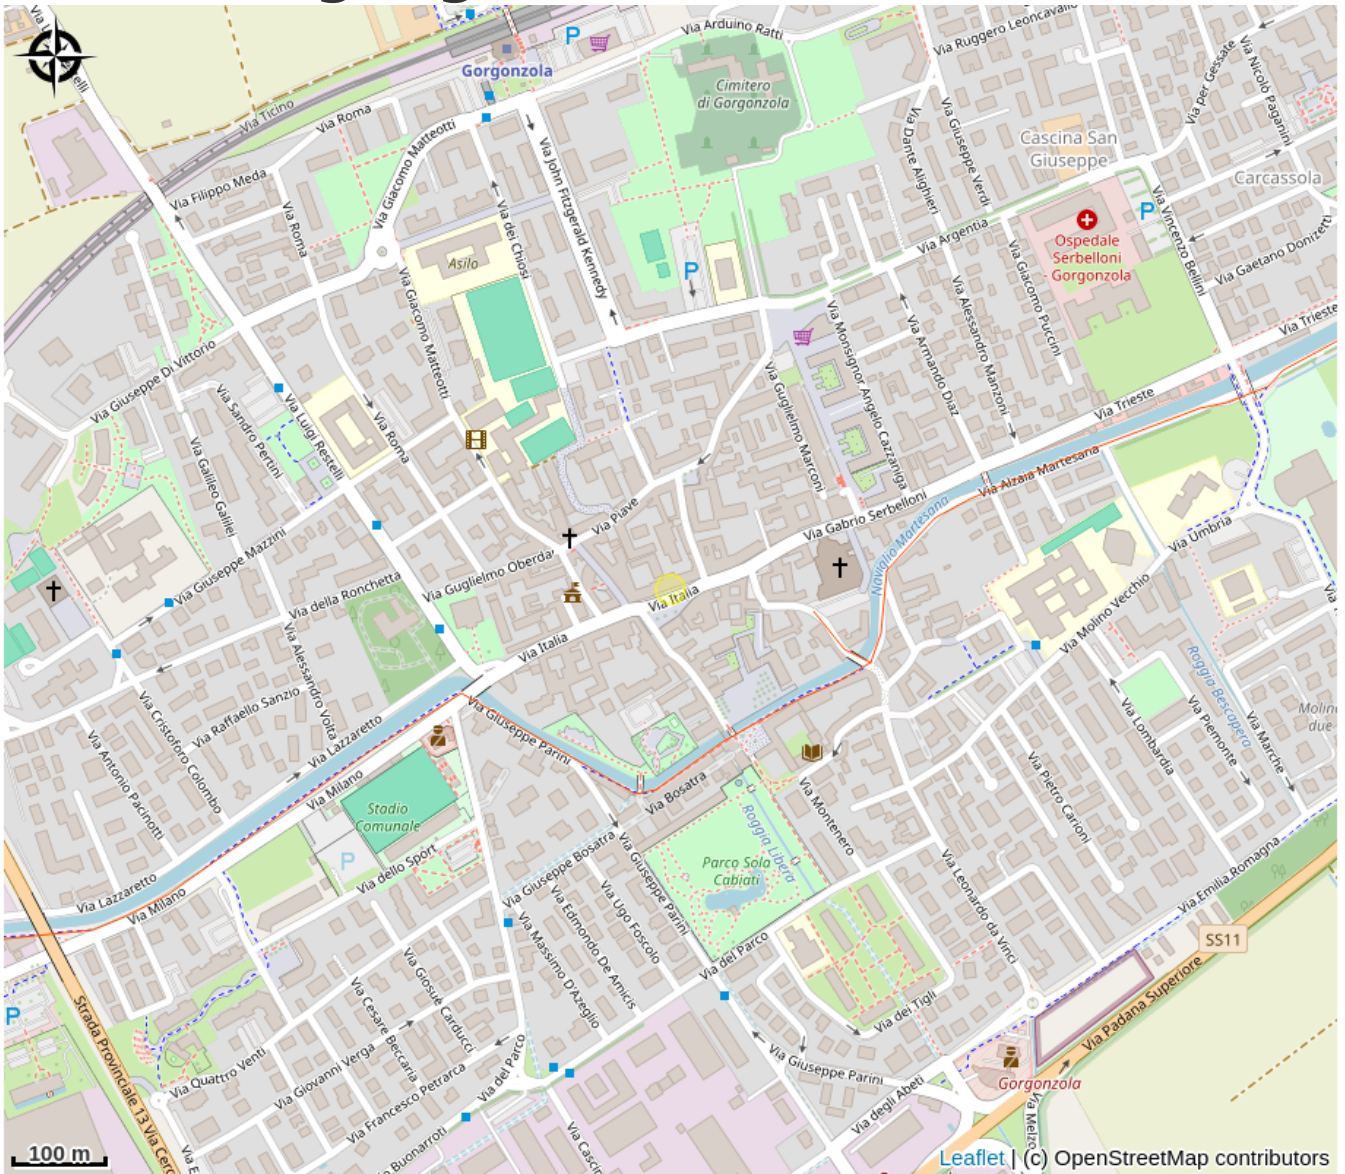 Via Arduino Ratti
Via Ruggero Leoncavallo
Via per Gessate
Via Nicolò Paganini
P
Gorgonzola
Cimitero
di Gorgonzola
Via Ticino
Via Roma
Via Giacomo Matteotti
Via John Fitzgerald Kennedy
Via Dante Alighieri
Via Giuseppe Verdi
Cascina San
Giuseppe
Carcassola
Via Filippo Meda
Via Roma
Via dei Chiosi
Asilo
P
P
Via Argentia
Ospedale
Serbelloni
- Gorgonzola
Via Vincenzo Bellini
Via Gaetano Donizetti
Via Giacomo Puccini
Via Alessandro Manzoni
Via Armando Diaz
Via Monsignor Angelo Cazzaniga
Via Guglielmo Marconi
Via Trieste
Via Trieste
Via Giacomo Matteotti
Via Giuseppe Di Vittorio
Via Sandro Pertini
Via Luigi Restelli
Via Roma
Via Galileo Galilei
Via Giuseppe Mazzini
Via Piave
Via Gabrio Serbelloni
Via Alzaia Martesana
Naviglio Martesana
Via Umbria
Via Guglielmo Oberdan
Via della Ronchetta
Via Italia
Via Italia
Via Molino Vecchio
Roggia Bescapera
Via Alessandro Volta
Via Raffaello Sanzio
Via Cristoforo Colombo
Via Antonio Pacinotti
Via Lazzaretto
Via Milano
Via Giuseppe Parini
Via Bosatra
Via Lombardia
Via Piemonte
Via Marche
Molino
due
Stadio
Comunale
P
Via dello Sport
Via Giuseppe Bosatra
Via Giuseppe Parini
Roggia Libera
Parco Sola
Cabiati
Via Montenero
Via Pietro Carioni
Via Leonardo da Vinci
Via Emilia Romagna
Via Lazzaretto
Via Milano
Via Massimo D'Azeglio
Via Edmondo De Amicis
Via Ugo Foscolo
Via del Parco
SS11
Via Padana Superiore
Via dei Tigli
P
Strada Provinciale 13 Via Cerc
Via Quattro Venti
Via Giovanni Verga
Via Cesare Beccaria
Via Giosuè Carducci
Via Francesco Petrarca
Via del Parco
Via Giuseppe Parini
Via degli Abeti
Gorgonzola
Via Melzo
Buonarroti
Via Cascin
100 m
Leaflet | (c) OpenStreetMap contributors